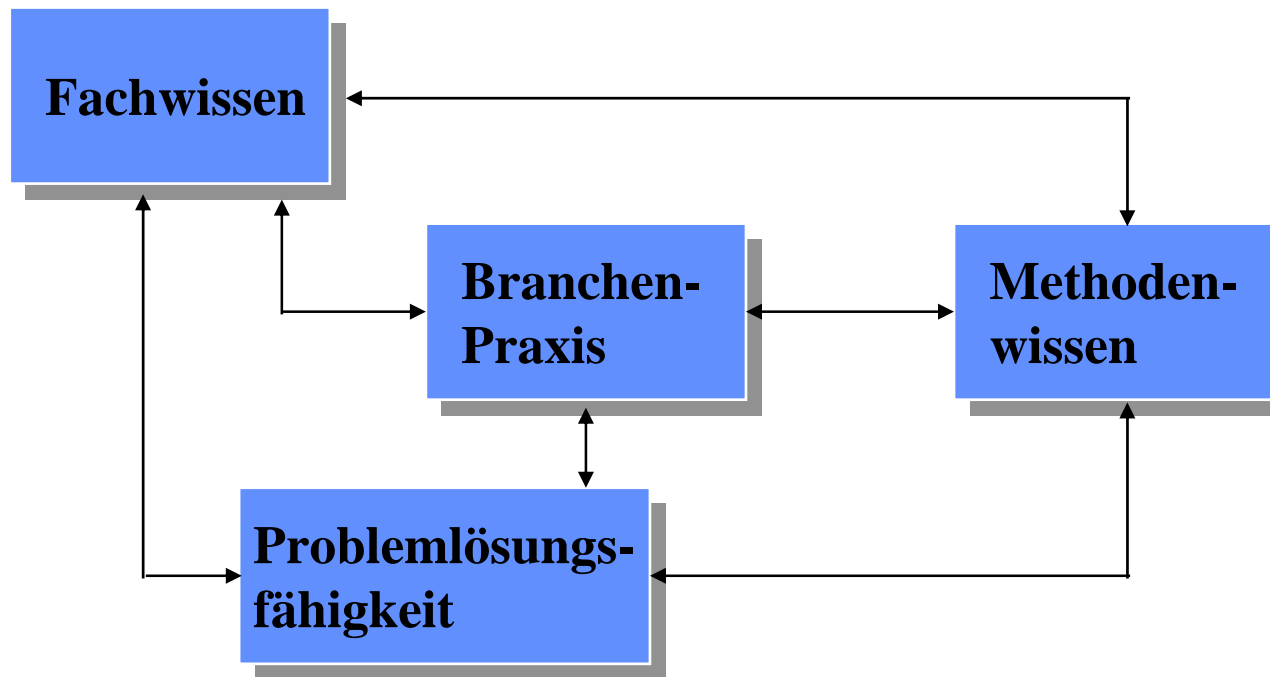 Fachwissen
Branchen-
Praxis
Methoden-
wissen
Problemlösungs-
fähigkeit